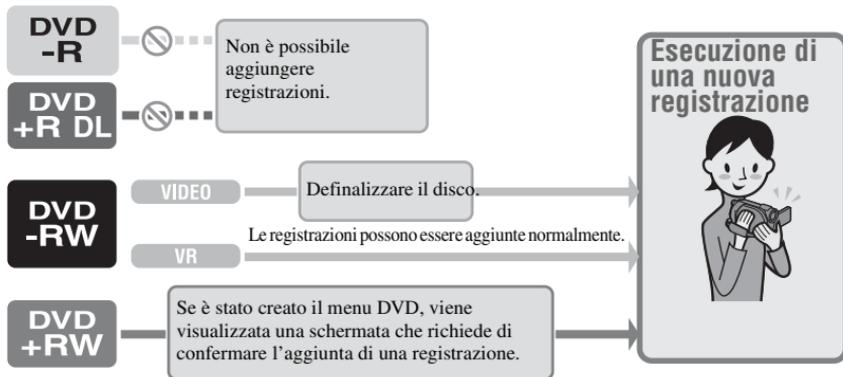 DVD
-R
Non è possibile
aggiungere
registrazioni.
DVD
+R DL
DVD
-RW
VIDEO
Definalizzare il disco.
VR
Le registrazioni possono essere aggiunte normalmente.
DVD
+RW
Se è stato creato il menu DVD, viene
visualizzata una schermata che richiede di
confermare l'aggiunta di una registrazione.
Esecuzione di
una nuova
registrazione